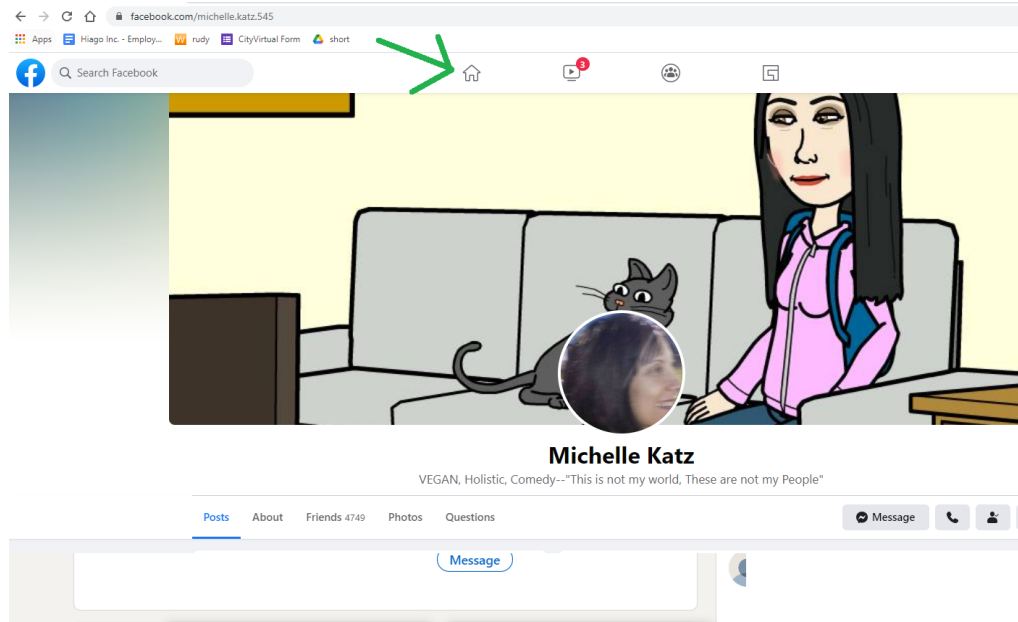 facebook.com/michelle.katz.545
Apps Hiago Inc. - Employ... rudy CityVirtual Form short
Search Facebook
3
Michelle Katz
VEGAN, Holistic, Comedy--"This is not my world, These are not my People"
Posts About Friends 4749 Photos Questions Message
Message